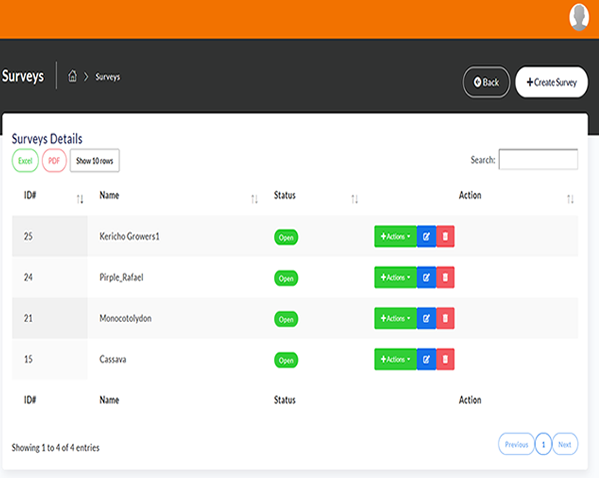 Surveys
Surveys
Back
+Create Survey
Surveys Details
Excel
PDF
Show 10 rows
Search:
ID# Name Status Action
25 Kericho Growers1 Open +Actions
24 Pirple_Rafael Open +Actions
21 Monocotolydon Open +Actions
15 Cassava Open +Actions
ID# Name Status Action
Showing 1 to 4 of 4 entries
Previous 1 Next